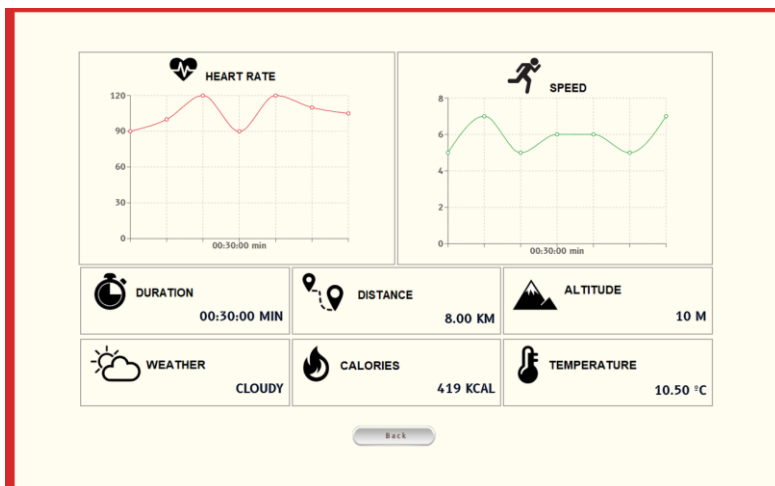 HEART RATE
120
90
60
30
0
00:30:00 min
SPEED
8
6
4
2
0
00:30:00 min
DURATION
00:30:00 MIN
DISTANCE
8.00 KM
ALTITUDE
10 M
WEATHER
CLOUDY
CALORIES
419 KCAL
TEMPERATURE
10.50 ºC
Back